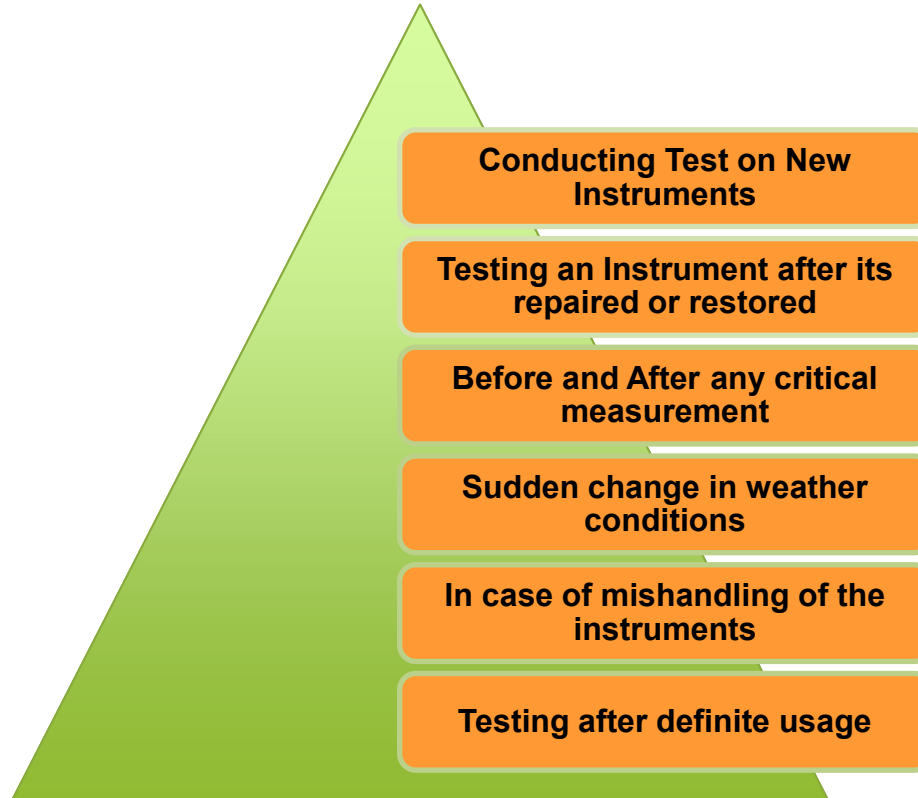 Conducting Test on New
Instruments
Testing an Instrument after its
repaired or restored
Before and After any critical
measurement
Sudden change in weather
conditions
In case of mishandling of the
instruments
Testing after definite usage